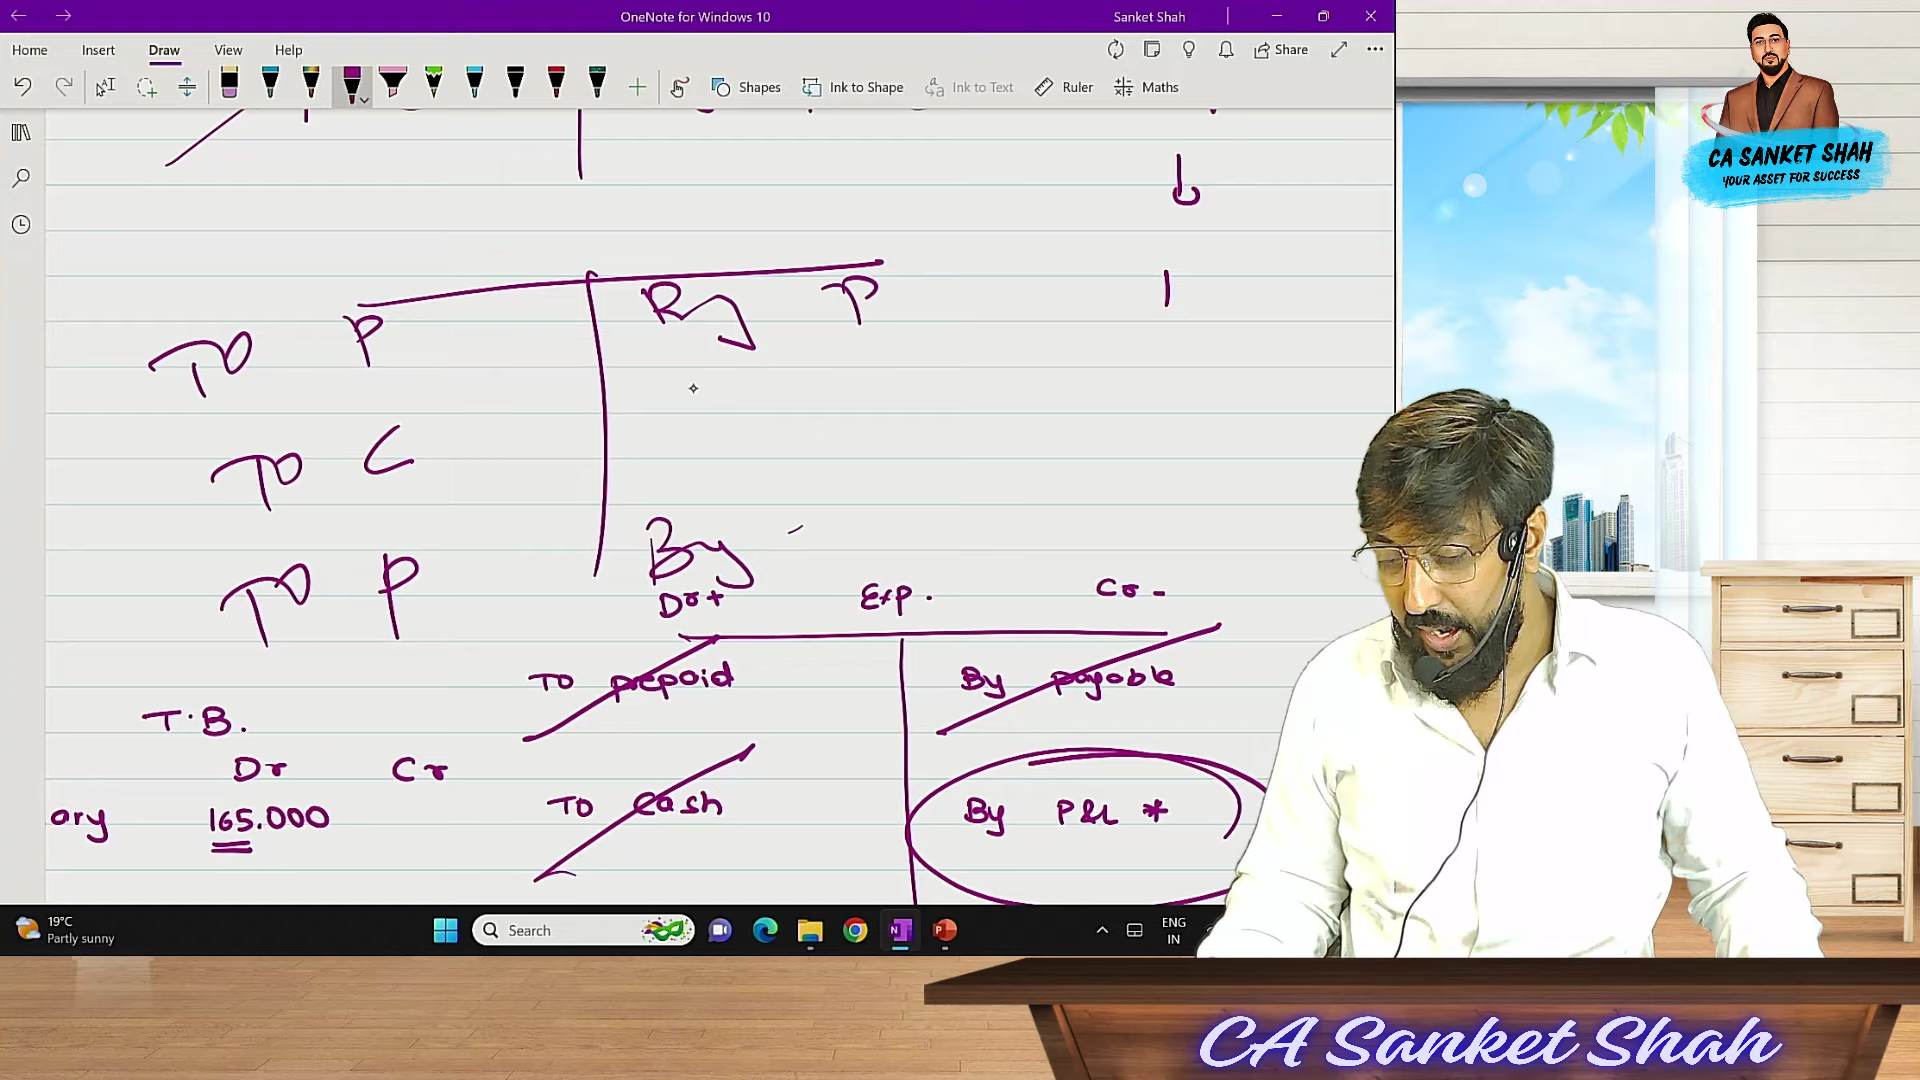 OneNote for Windows 10
Sanket Shah
Home Insert Draw View Help
Share
Shapes Ink to Shape Ink to Text Ruler Maths
CA SANKET SHAH
YOUR ASSET FOR SUCCESS
To P By P
To C
To P By
Dr+ Exp. Cr -
To prepaid By payable
T.B.
Dr Cr
To Cash By P&L *
ary 165.000
19°C
Partly sunny
Search
ENG
IN
CA Sanket Shah